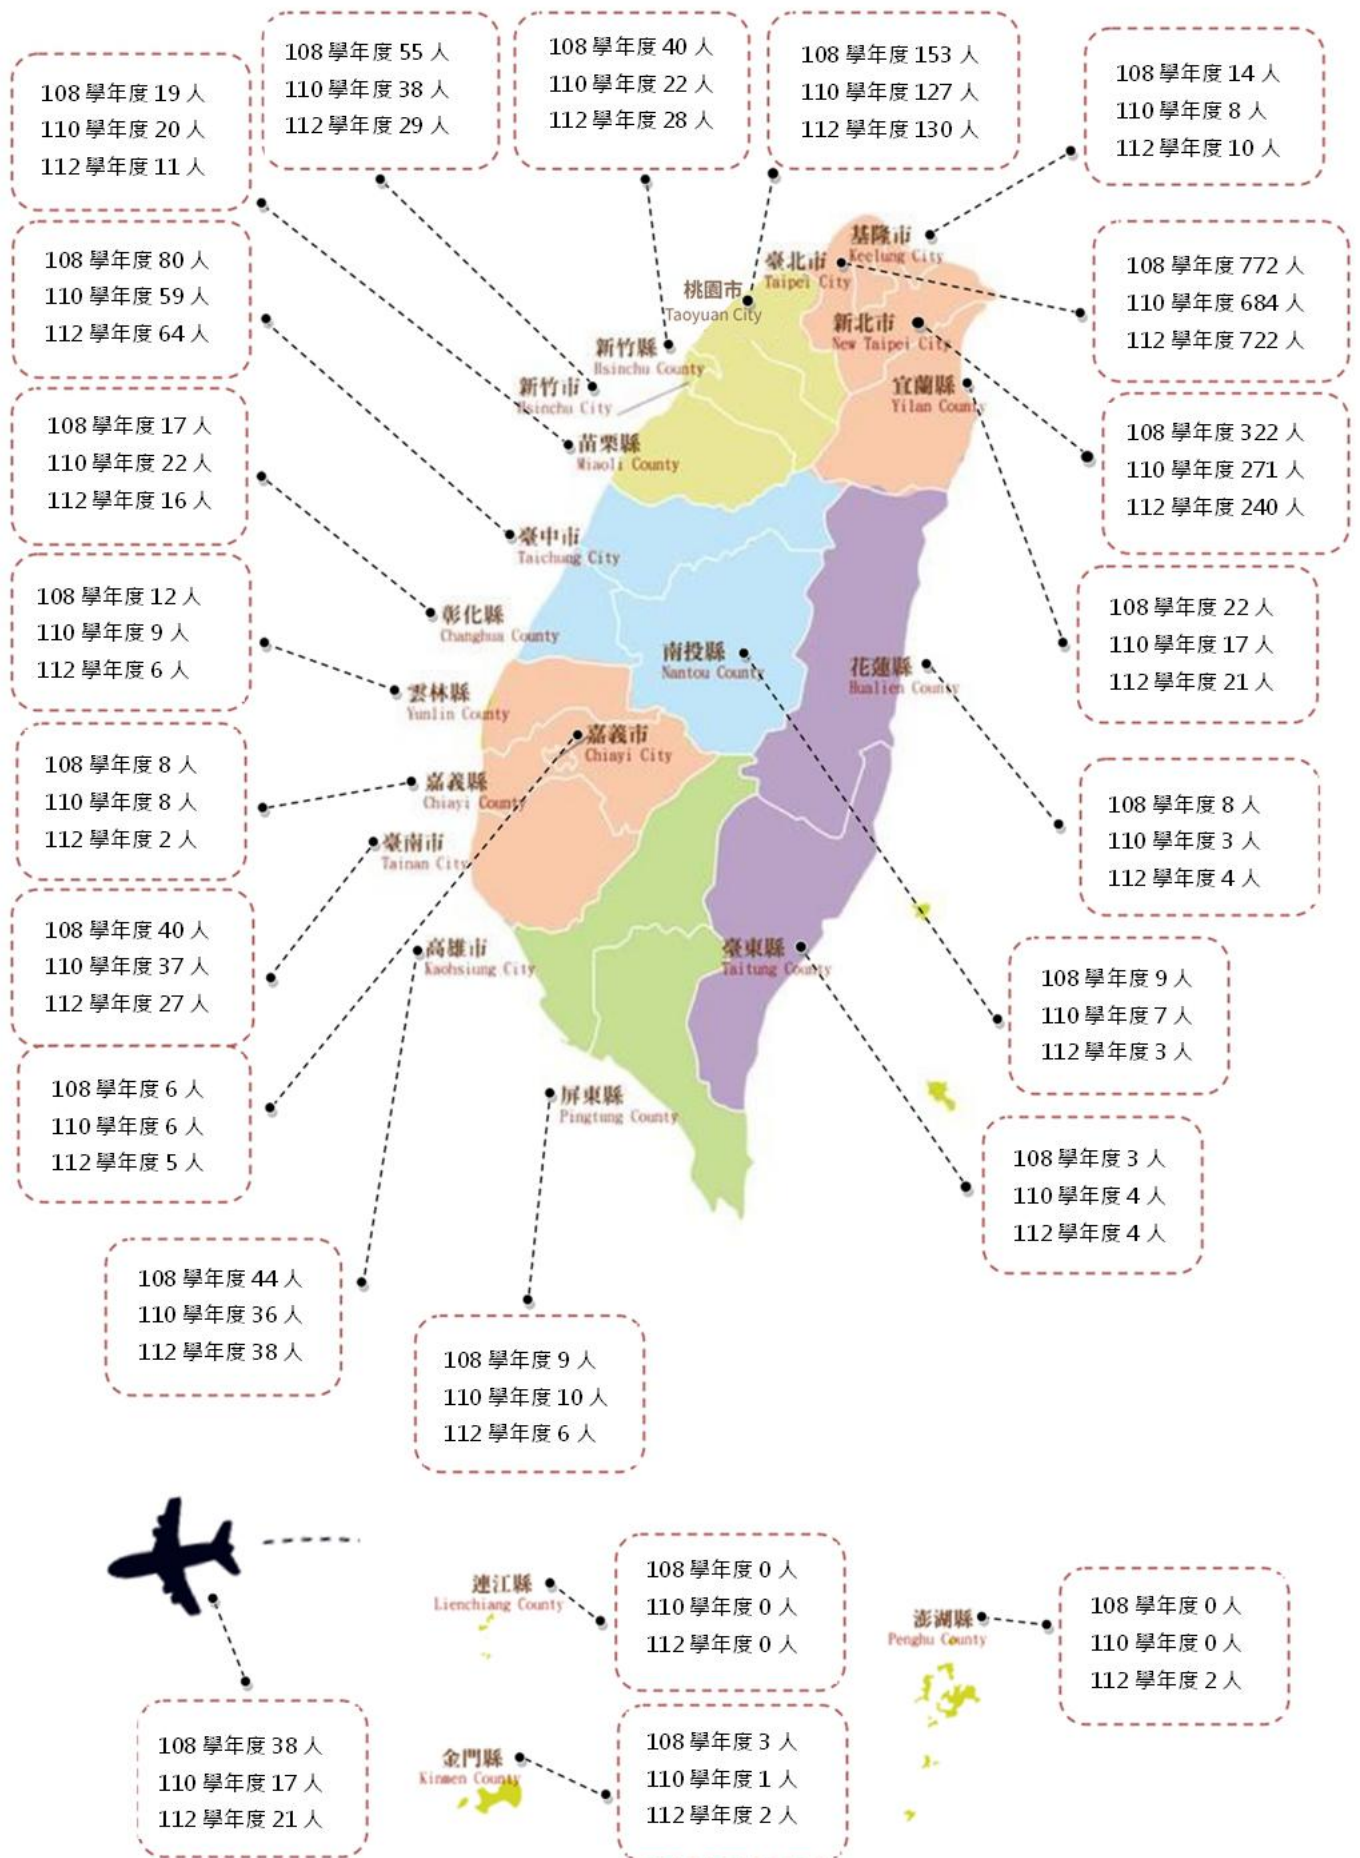 108 學年度 19 人
110 學年度 20 人
112 學年度 11 人
108 學年度 55 人
110 學年度 38 人
112 學年度 29 人
108 學年度 40 人
110 學年度 22 人
112 學年度 28 人
108 學年度 153 人
110 學年度 127 人
112 學年度 130 人
108 學年度 14 人
110 學年度 8 人
112 學年度 10 人
108 學年度 80 人
110 學年度 59 人
112 學年度 64 人
基隆市
Keelung City
臺北市
Taipei City
桃園市
Taoyuan City
新北市
New Taipei City
新竹縣
Hsinchu County
新竹市
Hsinchu City
宜蘭縣
Yilan County
苗栗縣
Miaoli County
108 學年度 772 人
110 學年度 684 人
112 學年度 722 人
108 學年度 322 人
110 學年度 271 人
112 學年度 240 人
108 學年度 17 人
110 學年度 22 人
112 學年度 16 人
臺中市
Taichung City
彰化縣
Changhua County
南投縣
Nantou County
花蓮縣
Hualien County
108 學年度 22 人
110 學年度 17 人
112 學年度 21 人
108 學年度 12 人
110 學年度 9 人
112 學年度 6 人
雲林縣
Yunlin County
嘉義市
Chiayi City
嘉義縣
Chiayi County
臺南市
Tainan City
108 學年度 8 人
110 學年度 8 人
112 學年度 2 人
108 學年度 8 人
110 學年度 3 人
112 學年度 4 人
108 學年度 40 人
110 學年度 37 人
112 學年度 27 人
高雄市
Kaohsiung City
臺東縣
Taitung County
108 學年度 9 人
110 學年度 7 人
112 學年度 3 人
108 學年度 6 人
110 學年度 6 人
112 學年度 5 人
屏東縣
Pingtung County
108 學年度 3 人
110 學年度 4 人
112 學年度 4 人
108 學年度 44 人
110 學年度 36 人
112 學年度 38 人
108 學年度 9 人
110 學年度 10 人
112 學年度 6 人
連江縣
Lienchiang County
108 學年度 0 人
110 學年度 0 人
112 學年度 0 人
澎湖縣
Penghu County
108 學年度 0 人
110 學年度 0 人
112 學年度 2 人
108 學年度 38 人
110 學年度 17 人
112 學年度 21 人
金門縣
Kinmen County
108 學年度 3 人
110 學年度 1 人
112 學年度 2 人